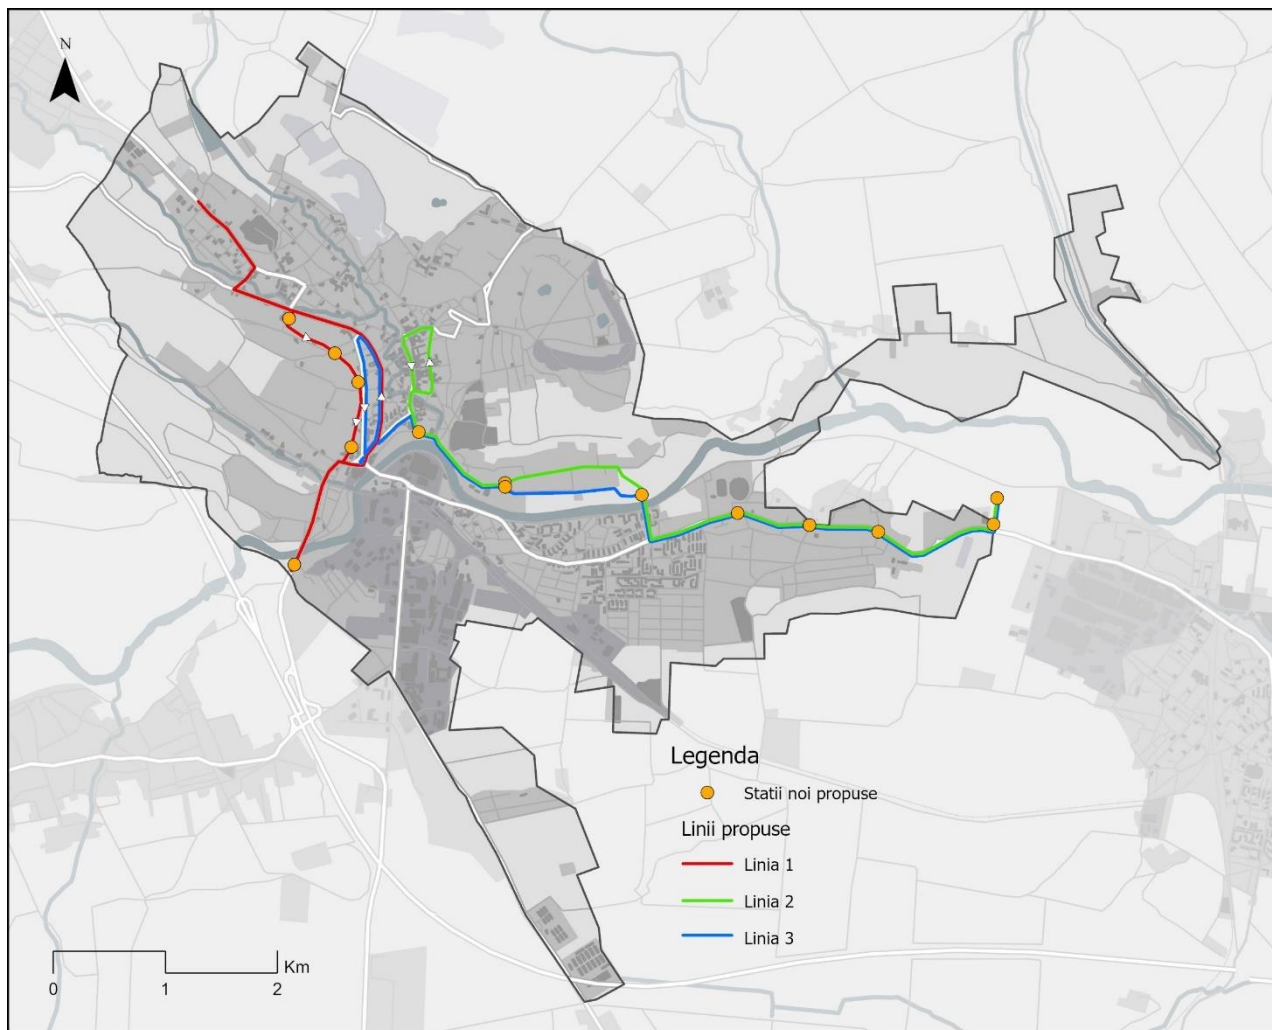 N
Legenda
Statii noi propuse
Linii propuse
Linia 1
Linia 2
Linia 3
Km
0 1 2